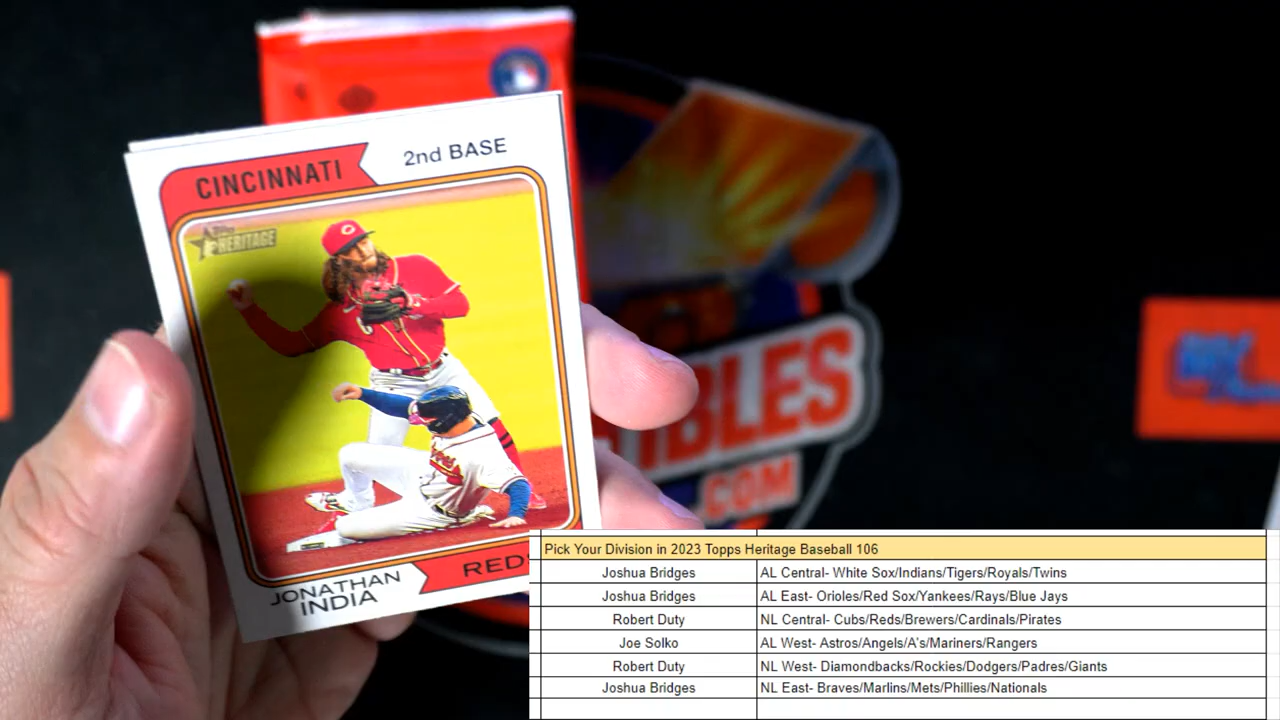 CINCINNATI
2nd BASE
Topps
HERITAGE
JONATHAN
INDIA
RED
IBLES
.COM
Pick Your Division in 2023 Topps Heritage Baseball 106
Joshua Bridges AL Central- White Sox/Indians/Tigers/Royals/Twins
Joshua Bridges AL East- Orioles/Red Sox/Yankees/Rays/Blue Jays
Robert Duty NL Central- Cubs/Reds/Brewers/Cardinals/Pirates
Joe Solko AL West- Astros/Angels/A's/Mariners/Rangers
Robert Duty NL West- Diamondbacks/Rockies/Dodgers/Padres/Giants
Joshua Bridges NL East- Braves/Marlins/Mets/Phillies/Nationals